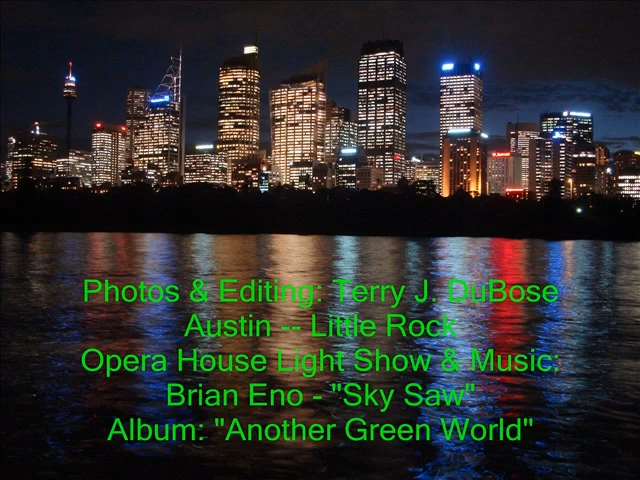 Photos & Editing: Terry J. DuBose
Austin -- Little Rock
Opera House Light Show & Music:
Brian Eno - "Sky Saw"
Album: "Another Green World"